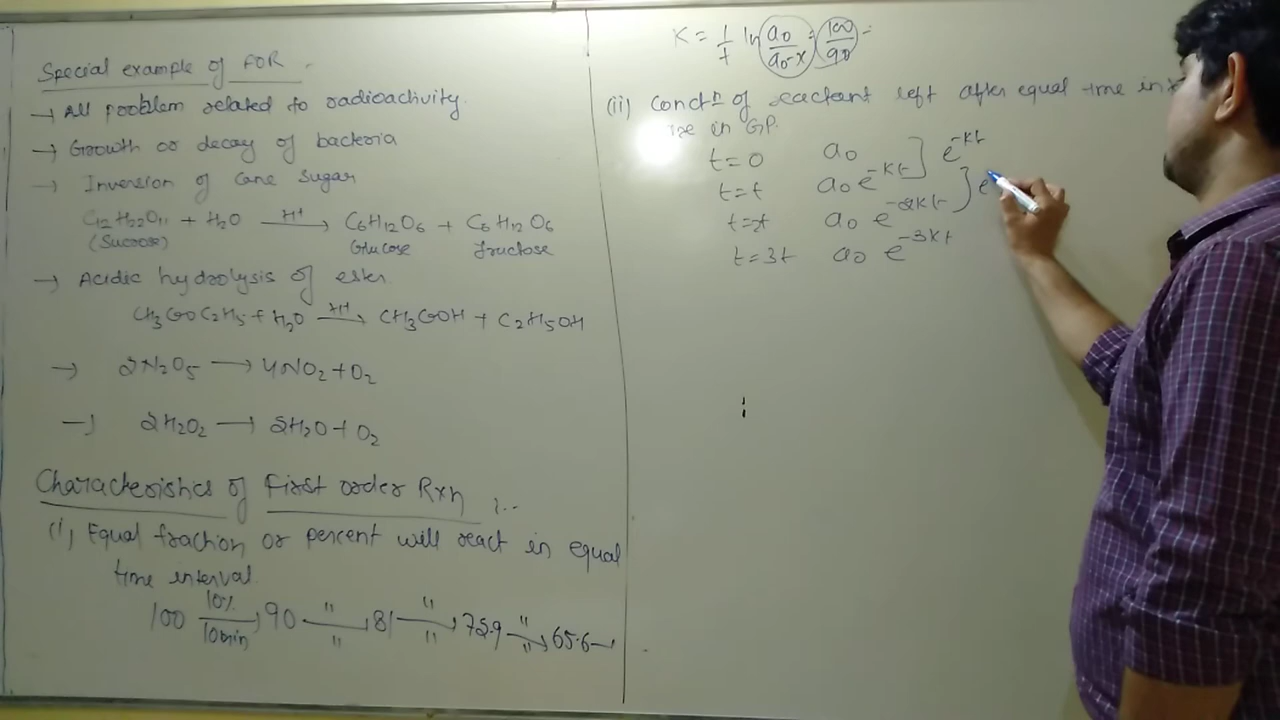 Special example of FOR
→ All problem related to radioactivity.
→ Growth or decay of bacteria
→ Inversion of Cane Sugar
C12H22O11 + H2O —H+→ C6H12O6 + C6H12O6
(Sucrose) Glucose fructose
→ Acidic hydrolysis of ester.
CH3COOC2H5 + H2O —H+→ CH3COOH + C2H5OH
→ 2N2O5 → 4NO2 + O2
→ 2H2O2 → 2H2O + O2
Characteristics of First order Rxn :-
(i) Equal fraction or percent will react in equal
time interval.
100 —10% / 10min→ 90 —" / "→ 81 —" / "→ 72.9 —" / "→ 65.6 →
K = 1/t ln a0/a0-x = 100/90 =
(ii) Conctn of reactant left after equal time
in GP.
t=0 a0 ] e^-Kt
t=t a0 e^-Kt
t=2t a0 e^-2Kt ] e
t=3t a0 e^-3Kt